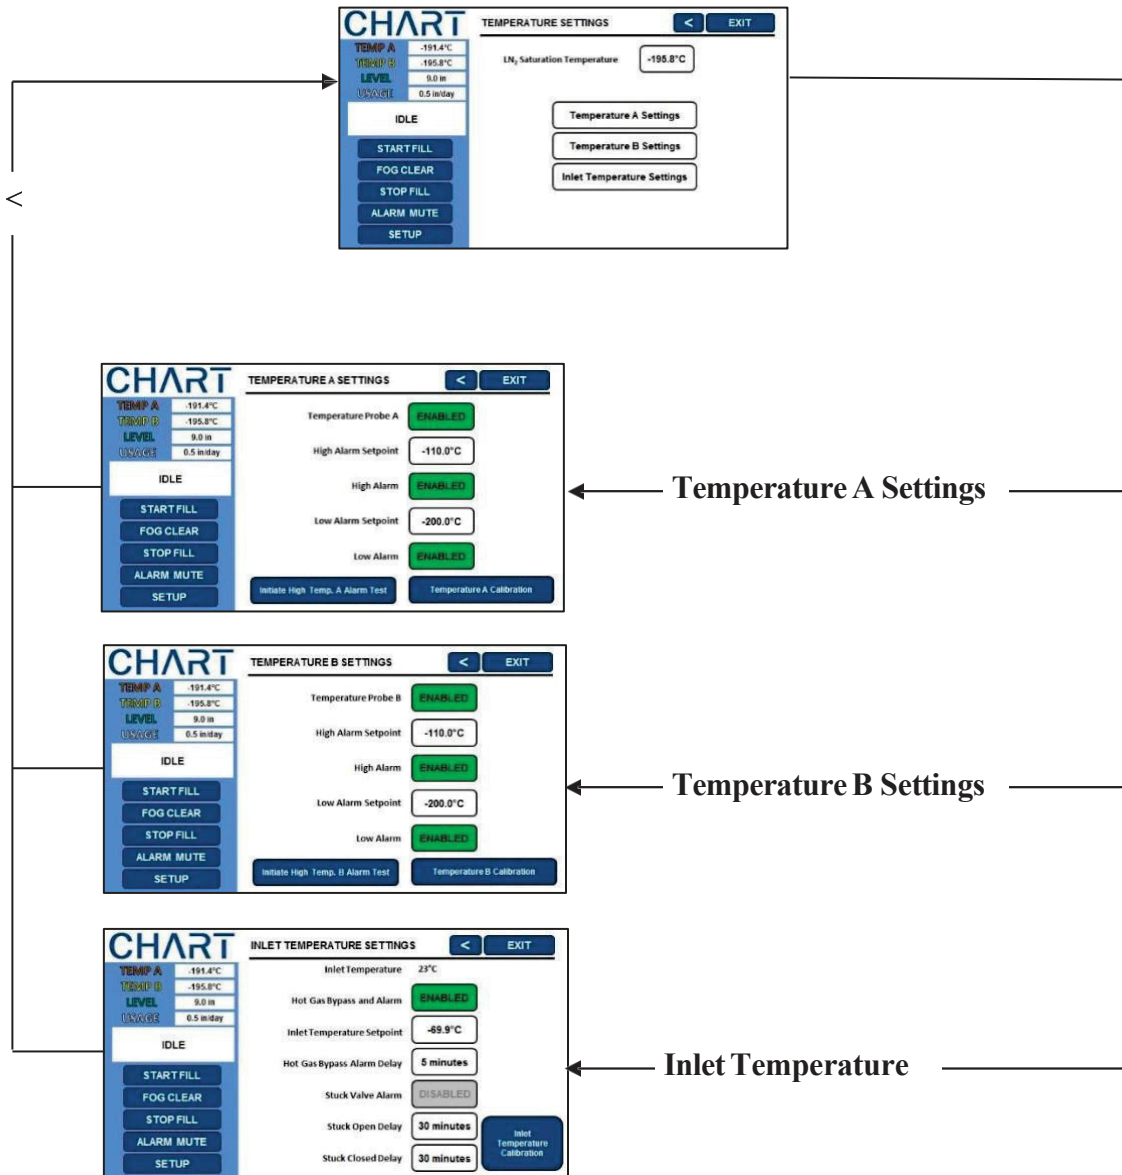 CHART TEMPERATURE SETTINGS < EXIT
TEMP A -191.4°C
TEMP B -195.8°C
LEVEL 9.0 in
USAGE 0.5 in/day
LN₂ Saturation Temperature -195.8°C
IDLE
Temperature A Settings
Temperature B Settings
Inlet Temperature Settings
START FILL
FOG CLEAR
STOP FILL
ALARM MUTE
SETUP
<
CHART TEMPERATURE A SETTINGS < EXIT
TEMP A -191.4°C
TEMP B -195.8°C
LEVEL 9.0 in
USAGE 0.5 in/day
IDLE
START FILL
FOG CLEAR
STOP FILL
ALARM MUTE
SETUP
Temperature Probe A ENABLED
High Alarm Setpoint -110.0°C
High Alarm ENABLED
Low Alarm Setpoint -200.0°C
Low Alarm ENABLED
Initiate High Temp. A Alarm Test Temperature A Calibration
Temperature A Settings
CHART TEMPERATURE B SETTINGS < EXIT
TEMP A -191.4°C
TEMP B -195.8°C
LEVEL 9.0 in
USAGE 0.5 in/day
IDLE
START FILL
FOG CLEAR
STOP FILL
ALARM MUTE
SETUP
Temperature Probe B ENABLED
High Alarm Setpoint -110.0°C
High Alarm ENABLED
Low Alarm Setpoint -200.0°C
Low Alarm ENABLED
Initiate High Temp. B Alarm Test Temperature B Calibration
Temperature B Settings
CHART INLET TEMPERATURE SETTINGS < EXIT
TEMP A -191.4°C
TEMP B -195.8°C
LEVEL 9.0 in
USAGE 0.5 in/day
IDLE
START FILL
FOG CLEAR
STOP FILL
ALARM MUTE
SETUP
Inlet Temperature 23°C
Hot Gas Bypass and Alarm ENABLED
Inlet Temperature Setpoint -69.9°C
Hot Gas Bypass Alarm Delay 5 minutes
Stuck Valve Alarm DISABLED
Stuck Open Delay 30 minutes
Stuck Closed Delay 30 minutes
Inlet
Temperature
Calibration
Inlet Temperature